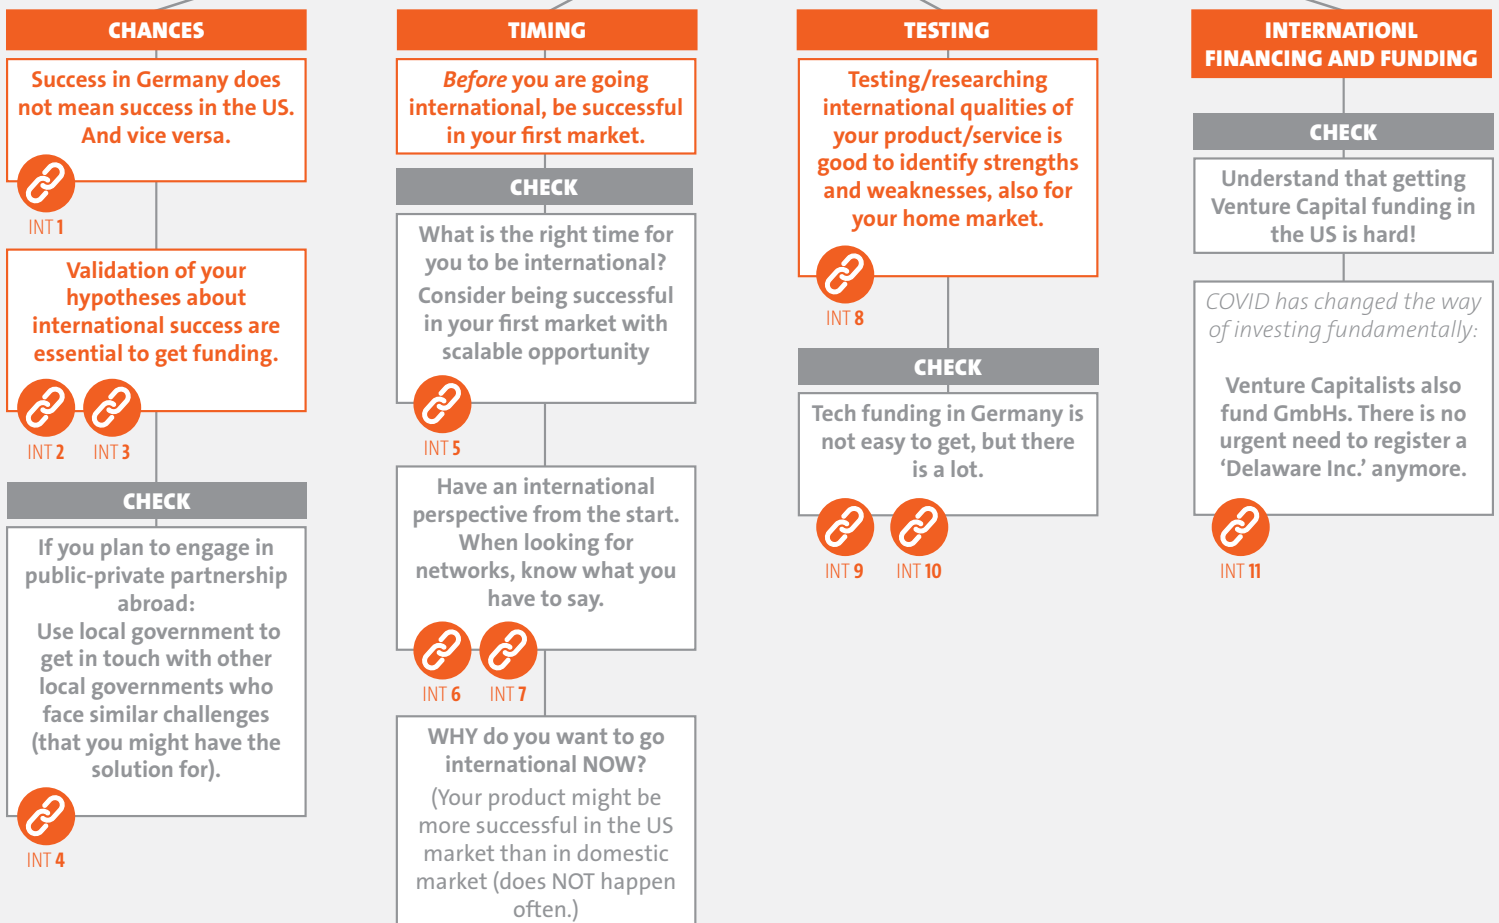 CHANCES
Success in Germany does
not mean success in the US.
And vice versa.
INT 1
Validation of your
hypotheses about
international success are
essential to get funding.
INT 2 INT 3
CHECK
If you plan to engage in
public-private partnership
abroad:
Use local government to
get in touch with other
local governments who
face similar challenges
(that you might have the
solution for).
INT 4
TIMING
Before you are going
international, be successful
in your first market.
CHECK
What is the right time for
you to be international?
Consider being successful
in your first market with
scalable opportunity
INT 5
Have an international
perspective from the start.
When looking for
networks, know what you
have to say.
INT 6 INT 7
WHY do you want to go
international NOW?
(Your product might be
more successful in the US
market than in domestic
market (does NOT happen
often.)
TESTING
Testing/researching
international qualities of
your product/service is
good to identify strengths
and weaknesses, also for
your home market.
INT 8
CHECK
Tech funding in Germany is
not easy to get, but there
is a lot.
INT 9 INT 10
INTERNATIONL
FINANCING AND FUNDING
CHECK
Understand that getting
Venture Capital funding in
the US is hard!
COVID has changed the way
of investing fundamentally:
Venture Capitalists also
fund GmbHs. There is no
urgent need to register a
‘Delaware Inc.’ anymore.
INT 11